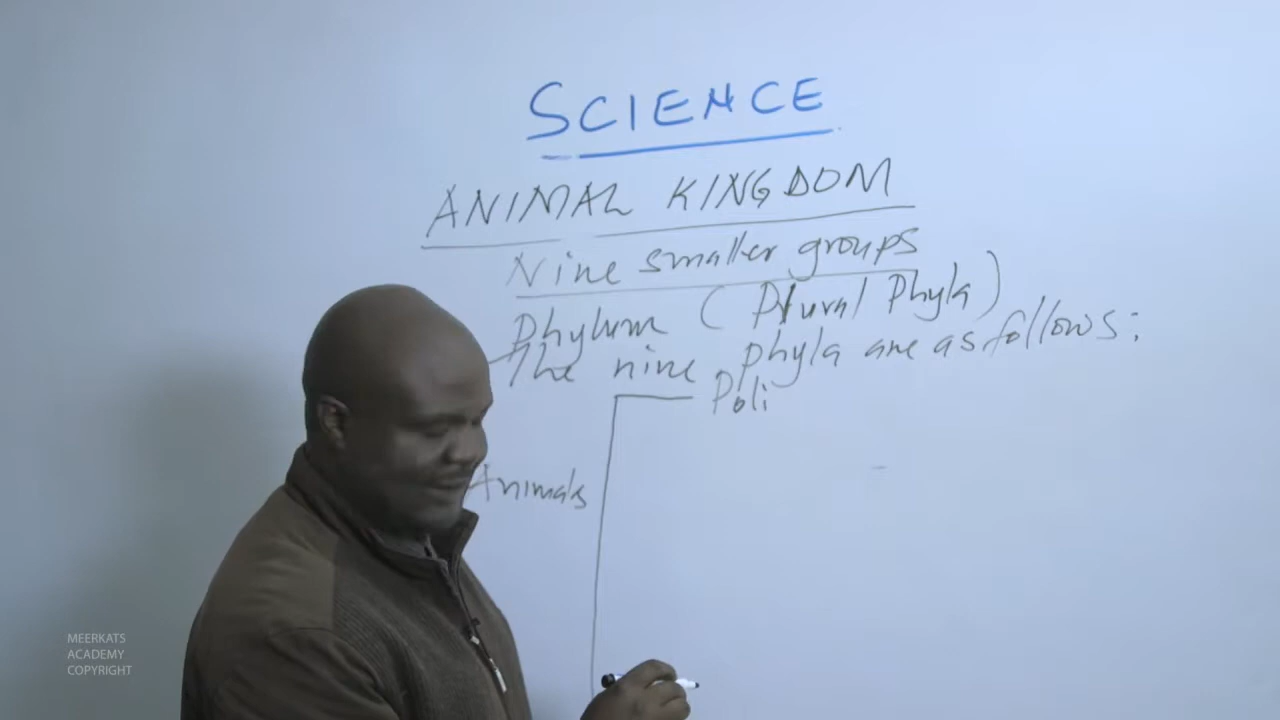 SCIENCE
ANIMAL KINGDOM
Nine smaller groups
Phylum (Plural Phyla)
The nine phyla are as follows:
Poli
Animals
MEERKATS
ACADEMY
COPYRIGHT